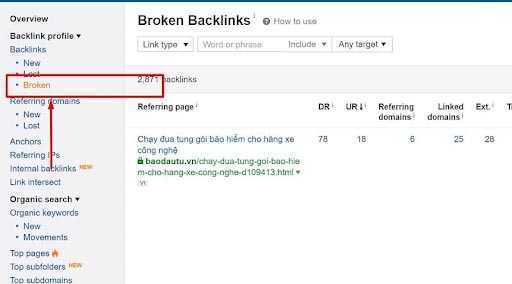 Overview
Backlink profile
Backlinks
New
Lost
Broken
Referring domains
New
Lost
Anchors
Referring IPs
Internal backlinks NEW
Link intersect
Organic search
Organic keywords
New
Movements
Top pages
Top subfolders NEW
Top subdomains
Broken Backlinks i ? How to use
Link type Word or phrase Include Any target
2,871 backlinks
Referring page i DR i UR i Referring domains i Linked domains i Ext. i
Chạy đua tung gói bảo hiểm cho hãng xe 78 18 6 25 28
công nghệ
baodautu.vn/chay-dua-tung-goi-bao-hie
m-cho-hang-xe-cong-nghe-d109413.html
VI